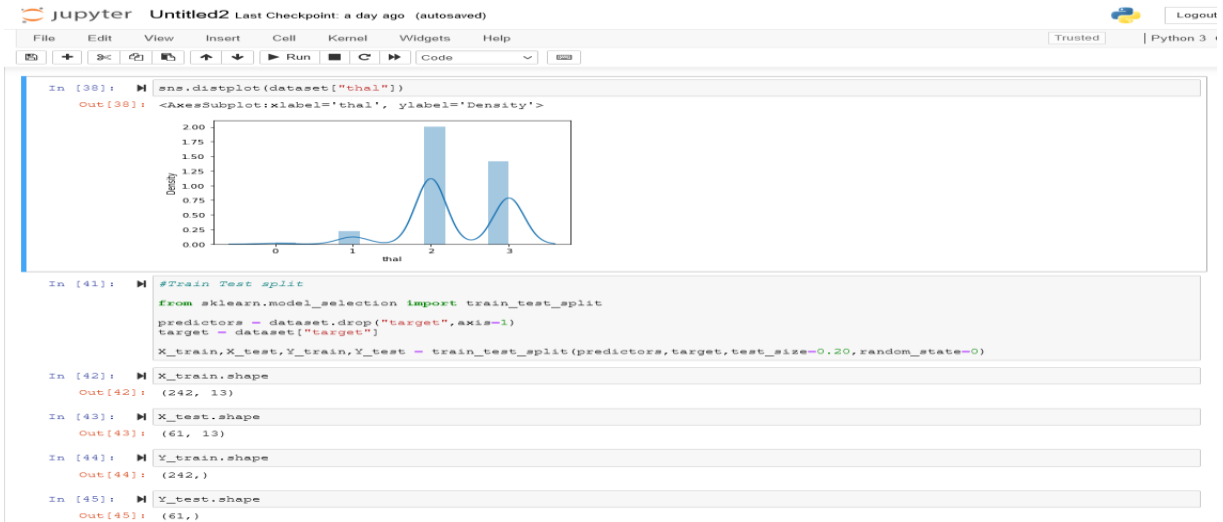 jupyter Untitled2 Last Checkpoint: a day ago (autosaved)
Logout
File Edit View Insert Cell Kernel Widgets Help
Trusted
Python 3
Run
Code
In [38]: sns.distplot(dataset["thal"])
Out[38]: <AxesSubplot:xlabel='thal', ylabel='Density'>
2.00
1.75
1.50
1.25
1.00
0.75
0.50
0.25
0.00
Density
0 1 2 3
thal
In [41]: #Train Test split
from sklearn.model_selection import train_test_split
predictors = dataset.drop("target",axis=1)
target = dataset["target"]
X_train,X_test,Y_train,Y_test = train_test_split(predictors,target,test_size=0.20,random_state=0)
In [42]: X_train.shape
Out[42]: (242, 13)
In [43]: X_test.shape
Out[43]: (61, 13)
In [44]: Y_train.shape
Out[44]: (242,)
In [45]: Y_test.shape
Out[45]: (61,)